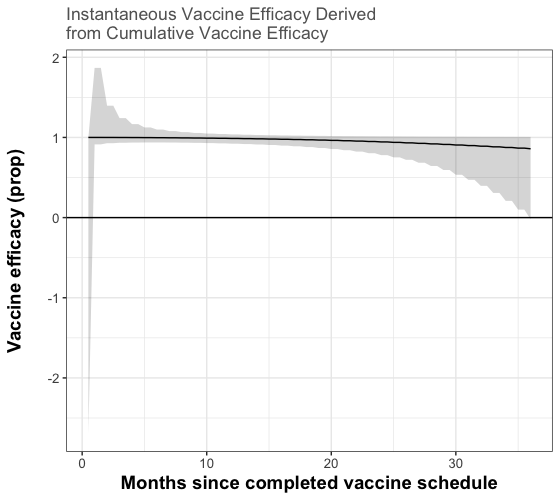 Instantaneous Vaccine Efficacy Derived
from Cumulative Vaccine Efficacy
Vaccine efficacy (prop)
2
1
0
-1
-2
0 10 20 30
Months since completed vaccine schedule